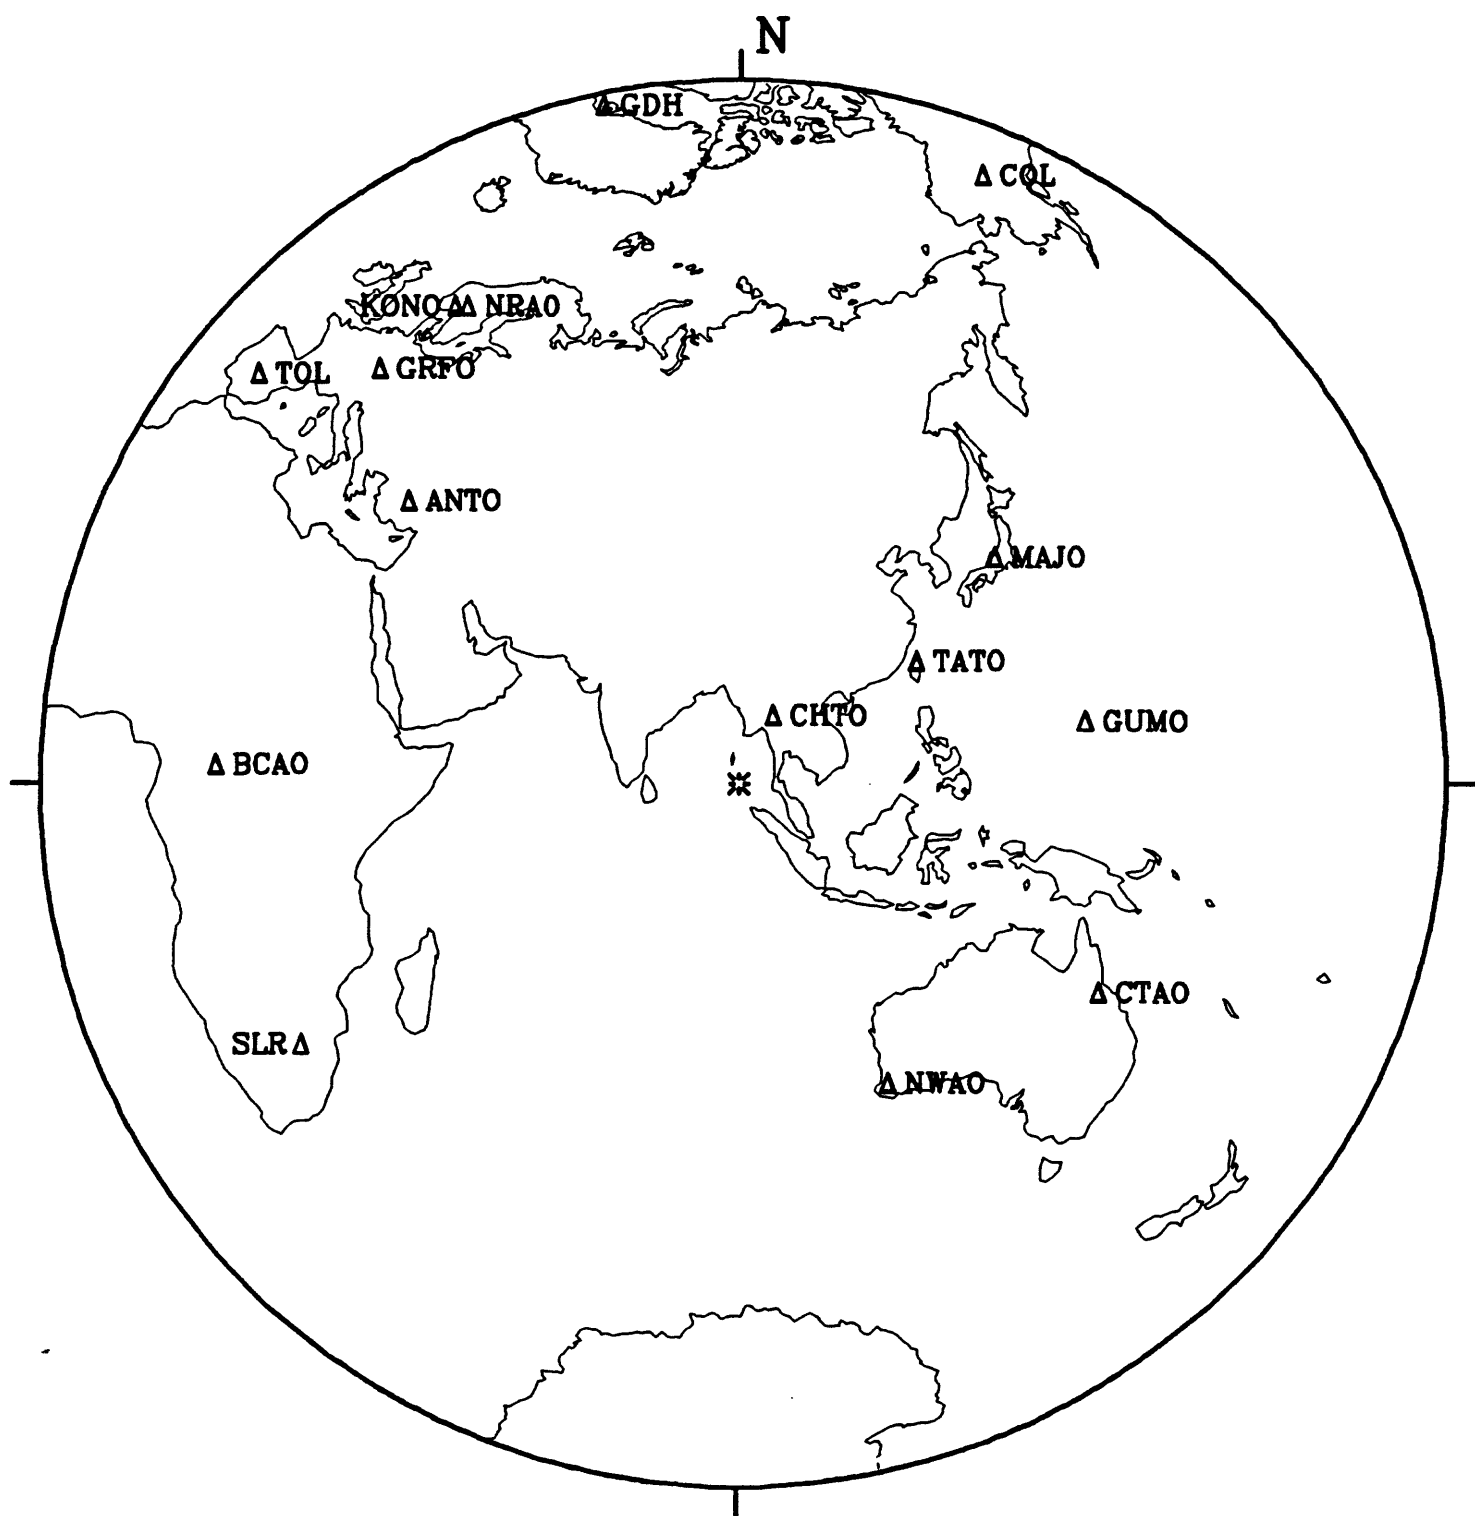 N
GDH
COL
KONO NRAO
TOL
GRFO
ANTO
MAJO
TATO
CHTO
GUMO
BCAO
CTAO
SLR
NWAO